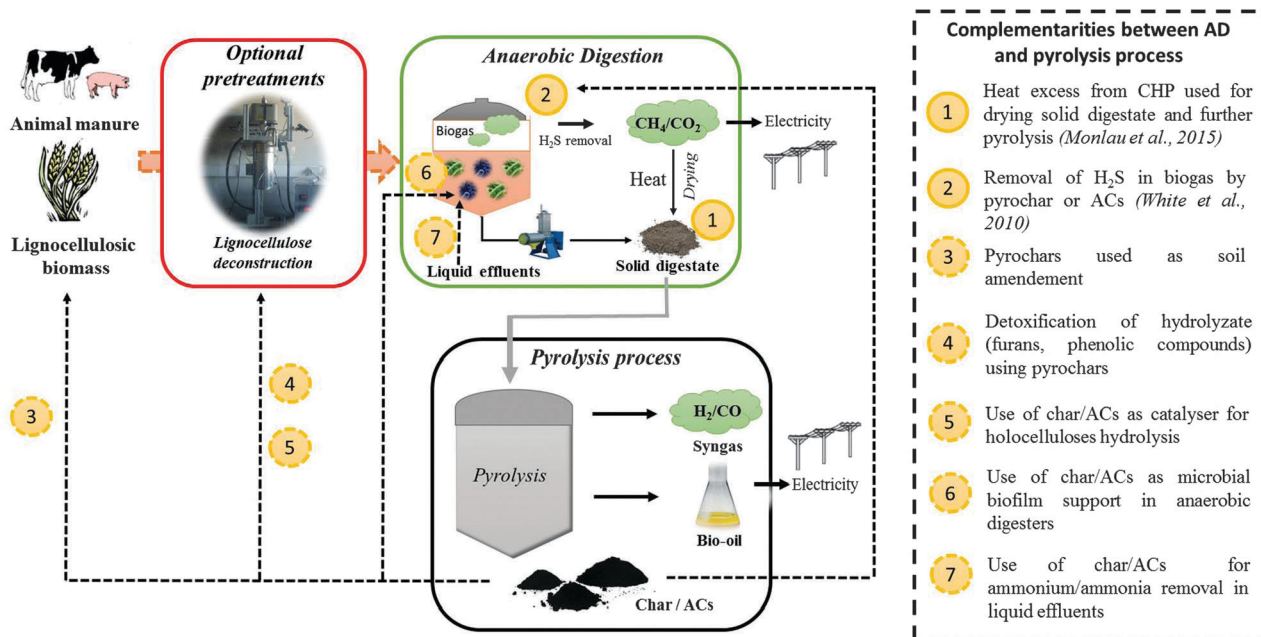 Animal manure
Lignocellulosic
biomass
Optional
pretreatments
Lignocellulose
deconstruction
Anaerobic Digestion
2
Biogas
H₂S removal
CH₄/CO₂
Electricity
6
Heat
Drying
1
7
Liquid effluents
Solid digestate
3
4
5
Pyrolysis process
Pyrolysis
H₂/CO
Syngas
Bio-oil
Electricity
Char / ACs
Complementarities between AD
and pyrolysis process
1
Heat excess from CHP used for
drying solid digestate and further
pyrolysis (Monlau et al., 2015)
2
Removal of H₂S in biogas by
pyrochar or ACs (White et al.,
2010)
3
Pyrochars used as soil
amendement
4
Detoxification of hydrolyzate
(furans, phenolic compounds)
using pyrochars
5
Use of char/ACs as catalyser for
holocelluloses hydrolysis
6
Use of char/ACs as microbial
biofilm support in anaerobic
digesters
7
Use of char/ACs for
ammonium/ammonia removal in
liquid effluents